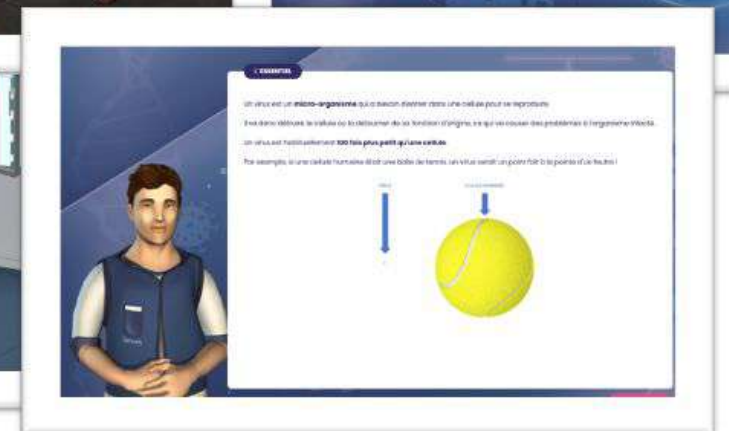 L'ESSENTIEL
Un virus est un micro-organisme qui a besoin d'entrer dans une cellule pour se reproduire.
Il va donc détruire la cellule ou la détourner de sa fonction d'origine, ce qui va causer des problèmes à l'organisme infecté.
Un virus est habituellement 100 fois plus petit qu'une cellule.
Par exemple, si une cellule humaine était une balle de tennis, un virus serait un point fait à la pointe d'un feutre !
VIRUS
CELLULE HUMAINE